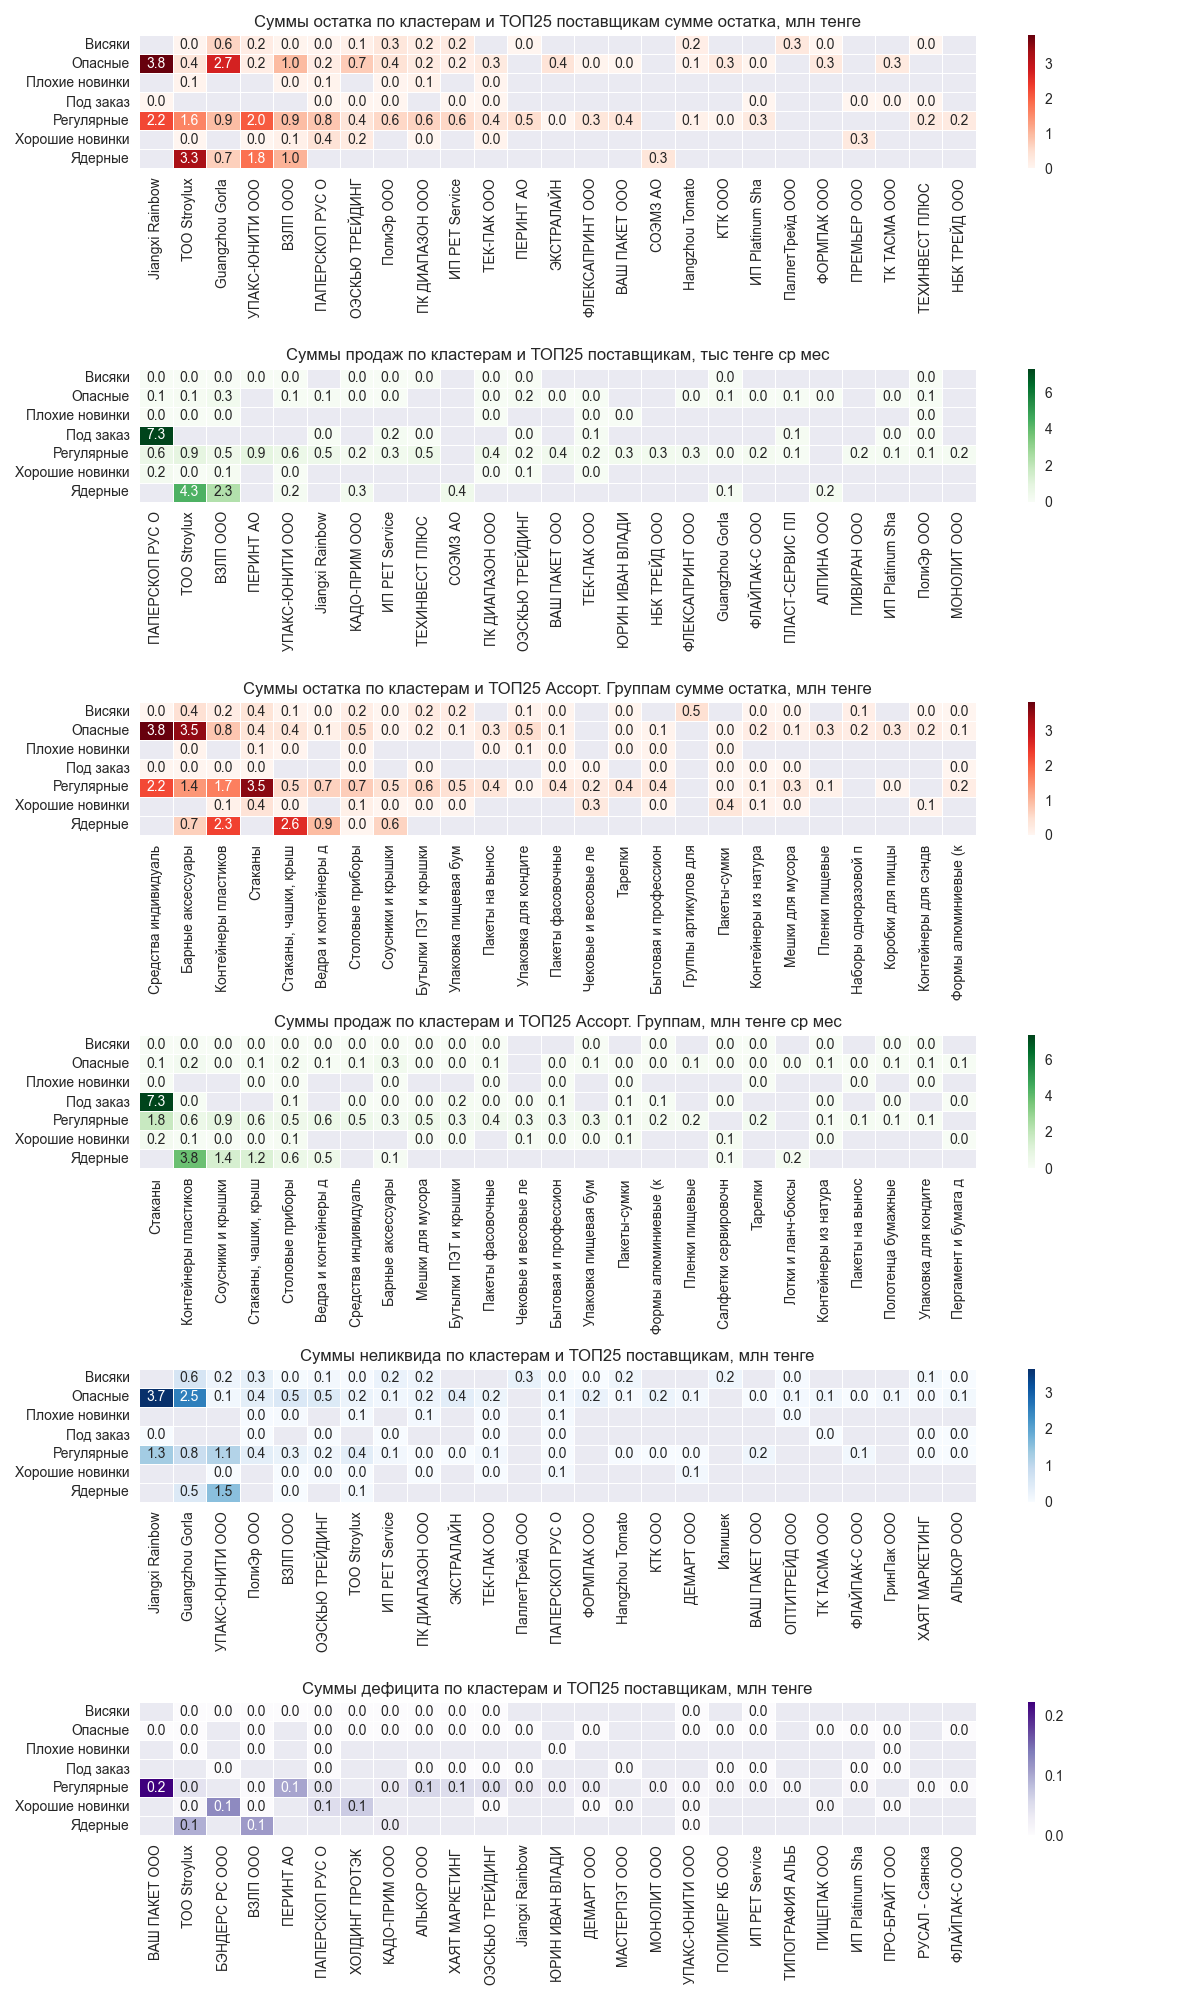 Суммы остатка по кластерам и ТОП25 поставщикам сумме остатка, млн тенге
Висяки 0.0 0.6 0.2 0.0 0.0 0.1 0.3 0.2 0.2 0.0 0.2 0.3 0.0 0.0
Опасные 3.8 0.4 2.7 0.2 1.0 0.2 0.7 0.4 0.2 0.2 0.3 0.4 0.0 0.0 0.1 0.3 0.0 0.3 0.3
Плохие новинки 0.1 0.0 0.1 0.0 0.1 0.0
Под заказ 0.0 0.0 0.0 0.0 0.0 0.0 0.0 0.0 0.0 0.0
Регулярные 2.2 1.6 0.9 2.0 0.9 0.8 0.4 0.6 0.6 0.6 0.4 0.5 0.0 0.3 0.4 0.1 0.0 0.3 0.2 0.2
Хорошие новинки 0.0 0.0 0.1 0.4 0.2 0.0 0.0 0.3
Ядерные 3.3 0.7 1.8 1.0 0.3
3
2
1
0
Jiangxi Rainbow
ТОО Stroylux
Guangzhou Gorla
УПАКС-ЮНИТИ ООО
ВЗЛП ООО
ПАПЕРСКОП РУС О
ОЭСКЬЮ ТРЕЙДИНГ
ПолиЭр ООО
ПК ДИАПАЗОН ООО
ИП РЕТ Service
ТЕК-ПАК ООО
ПЕРИНТ АО
ЭКСТРАЛАЙН
ФЛЕКСАПРИНТ ООО
ВАШ ПАКЕТ ООО
СОЭМЗ АО
Hangzhou Tomato
КТК ООО
ИП Platinum Sha
ПаллетТрейд ООО
ФОРМПАК ООО
ПРЕМЬЕР ООО
ТК ТАСМА ООО
ТЕХИНВЕСТ ПЛЮС
НБК ТРЕЙД ООО
Суммы продаж по кластерам и ТОП25 поставщикам, тыс тенге ср мес
Висяки 0.0 0.0 0.0 0.0 0.0 0.0 0.0 0.0 0.0 0.0 0.0 0.0
Опасные 0.1 0.1 0.3 0.1 0.1 0.0 0.0 0.0 0.2 0.0 0.0 0.0 0.1 0.0 0.1 0.0 0.0 0.1
Плохие новинки 0.0 0.0 0.0 0.0 0.0 0.0 0.0
Под заказ 7.3 0.0 0.2 0.0 0.0 0.1 0.1 0.0 0.0
Регулярные 0.6 0.9 0.5 0.9 0.6 0.5 0.2 0.3 0.5 0.4 0.2 0.4 0.2 0.3 0.3 0.3 0.0 0.2 0.1 0.2 0.1 0.1 0.2
Хорошие новинки 0.2 0.0 0.1 0.0 0.0 0.1 0.0
Ядерные 4.3 2.3 0.2 0.3 0.4 0.1 0.2
6
4
2
0
ПАПЕРСКОП РУС О
ТОО Stroylux
ВЗЛП ООО
ПЕРИНТ АО
УПАКС-ЮНИТИ ООО
Jiangxi Rainbow
КАДО-ПРИМ ООО
ИП РЕТ Service
ТЕХИНВЕСТ ПЛЮС
СОЭМЗ АО
ПК ДИАПАЗОН ООО
ОЭСКЬЮ ТРЕЙДИНГ
ВАШ ПАКЕТ ООО
ТЕК-ПАК ООО
ЮРИН ИВАН ВЛАДИ
НБК ТРЕЙД ООО
ФЛЕКСАПРИНТ ООО
Guangzhou Gorla
ФЛАЙПАК-С ООО
ПЛАСТ-СЕРВИС ПЛ
АЛПИНА ООО
ПИВИРАН ООО
ИП Platinum Sha
ПолиЭр ООО
МОНОЛИТ ООО
Суммы остатка по кластерам и ТОП25 Ассорт. Группам сумме остатка, млн тенге
Висяки 0.0 0.4 0.2 0.4 0.1 0.0 0.2 0.0 0.2 0.2 0.1 0.0 0.0 0.5 0.0 0.0 0.1 0.0 0.0
Опасные 3.8 3.5 0.8 0.4 0.4 0.1 0.5 0.0 0.2 0.1 0.3 0.5 0.1 0.0 0.1 0.0 0.2 0.1 0.3 0.2 0.3 0.2 0.1
Плохие новинки 0.0 0.1 0.0 0.0 0.0 0.1 0.0 0.0 0.0 0.0
Под заказ 0.0 0.0 0.0 0.0 0.0 0.0 0.0 0.0 0.0 0.0 0.0 0.0 0.0
Регулярные 2.2 1.4 1.7 3.5 0.5 0.7 0.7 0.5 0.6 0.5 0.4 0.0 0.4 0.2 0.4 0.4 0.0 0.1 0.3 0.1 0.0 0.2
Хорошие новинки 0.1 0.4 0.0 0.1 0.0 0.0 0.0 0.3 0.0 0.4 0.1 0.0 0.1
Ядерные 0.7 2.3 2.6 0.9 0.0 0.6
3
2
1
0
Средства индивидуаль
Барные аксессуары
Контейнеры пластиков
Стаканы
Стаканы, чашки, крыш
Ведра и контейнеры д
Столовые приборы
Соусники и крышки
Бутылки ПЭТ и крышки
Упаковка пищевая бум
Пакеты на вынос
Упаковка для кондите
Пакеты фасовочные
Чековые и весовые ле
Тарелки
Бытовая и профессион
Группы артикулов для
Пакеты-сумки
Контейнеры из натура
Мешки для мусора
Пленки пищевые
Наборы одноразовой п
Коробки для пиццы
Контейнеры для сэндв
Формы алюминиевые (к
Суммы продаж по кластерам и ТОП25 Ассорт. Группам, млн тенге ср мес
Висяки 0.0 0.0 0.0 0.0 0.0 0.0 0.0 0.0 0.0 0.0 0.0 0.0 0.0 0.0 0.0 0.0 0.0 0.0
Опасные 0.1 0.2 0.0 0.1 0.2 0.1 0.1 0.3 0.0 0.0 0.1 0.0 0.1 0.0 0.0 0.1 0.0 0.0 0.0 0.1 0.0 0.1 0.1 0.1
Плохие новинки 0.0 0.0 0.0 0.0 0.0 0.0 0.0 0.0 0.0 0.0
Под заказ 7.3 0.0 0.1 0.0 0.0 0.0 0.2 0.0 0.1 0.1 0.1 0.0 0.0 0.0 0.0
Регулярные 1.8 0.6 0.9 0.6 0.5 0.6 0.5 0.3 0.5 0.3 0.4 0.3 0.3 0.3 0.1 0.2 0.2 0.2 0.1 0.1 0.1 0.1
Хорошие новинки 0.2 0.1 0.0 0.0 0.1 0.0 0.0 0.1 0.0 0.0 0.1 0.1 0.0 0.0
Ядерные 3.8 1.4 1.2 0.6 0.5 0.1 0.1 0.2
6
4
2
0
Стаканы
Контейнеры пластиков
Соусники и крышки
Стаканы, чашки, крыш
Столовые приборы
Ведра и контейнеры д
Средства индивидуаль
Барные аксессуары
Мешки для мусора
Бутылки ПЭТ и крышки
Пакеты фасовочные
Чековые и весовые ле
Бытовая и профессион
Упаковка пищевая бум
Пакеты-сумки
Формы алюминиевые (к
Пленки пищевые
Салфетки сервировочн
Тарелки
Лотки и ланч-боксы
Контейнеры из натура
Пакеты на вынос
Полотенца бумажные
Упаковка для кондите
Пергамент и бумага д
Суммы неликвида по кластерам и ТОП25 поставщикам, млн тенге
Висяки 0.6 0.2 0.3 0.0 0.1 0.0 0.2 0.2 0.3 0.0 0.0 0.2 0.2 0.0 0.1 0.0
Опасные 3.7 2.5 0.1 0.4 0.5 0.5 0.2 0.1 0.2 0.4 0.2 0.1 0.2 0.1 0.2 0.1 0.0 0.1 0.1 0.0 0.1 0.0 0.1
Плохие новинки 0.0 0.0 0.1 0.1 0.0 0.1 0.0
Под заказ 0.0 0.0 0.0 0.0 0.0 0.0 0.0 0.0 0.0
Регулярные 1.3 0.8 1.1 0.4 0.3 0.2 0.4 0.1 0.0 0.0 0.1 0.0 0.0 0.0 0.0 0.2 0.1 0.0 0.0
Хорошие новинки 0.0 0.0 0.0 0.0 0.0 0.0 0.1 0.1
Ядерные 0.5 1.5 0.0 0.1
3
2
1
0
Jiangxi Rainbow
Guangzhou Gorla
УПАКС-ЮНИТИ ООО
ПолиЭр ООО
ВЗЛП ООО
ОЭСКЬЮ ТРЕЙДИНГ
ТОО Stroylux
ИП РЕТ Service
ПК ДИАПАЗОН ООО
ЭКСТРАЛАЙН
ТЕК-ПАК ООО
ПаллетТрейд ООО
ПАПЕРСКОП РУС О
ФОРМПАК ООО
Hangzhou Tomato
КТК ООО
ДЕМАРТ ООО
Излишек
ВАШ ПАКЕТ ООО
ОПТИТРЕЙД ООО
ТК ТАСМА ООО
ФЛАЙПАК-С ООО
ГринПак ООО
ХАЯТ МАРКЕТИНГ
АЛЬКОР ООО
Суммы дефицита по кластерам и ТОП25 поставщикам, млн тенге
Висяки 0.0 0.0 0.0 0.0 0.0 0.0 0.0 0.0 0.0 0.0 0.0 0.0
Опасные 0.0 0.0 0.0 0.0 0.0 0.0 0.0 0.0 0.0 0.0 0.0 0.0 0.0 0.0 0.0 0.0 0.0 0.0
Плохие новинки 0.0 0.0 0.0 0.0 0.0
Под заказ 0.0 0.0 0.0 0.0 0.0 0.0 0.0 0.0 0.0 0.0 0.0
Регулярные 0.2 0.0 0.0 0.1 0.0 0.0 0.1 0.1 0.0 0.0 0.0 0.0 0.0 0.0 0.0 0.0 0.0 0.0 0.0 0.0 0.0
Хорошие новинки 0.0 0.1 0.0 0.1 0.1 0.0 0.0 0.0 0.0 0.0 0.0
Ядерные 0.1 0.1 0.0 0.0
0.2
0.1
0.0
ВАШ ПАКЕТ ООО
ТОО Stroylux
БЭНДЕРС РС ООО
ВЗЛП ООО
ПЕРИНТ АО
ПАПЕРСКОП РУС О
ХОЛДИНГ ПРОТЭК
КАДО-ПРИМ ООО
АЛЬКОР ООО
ХАЯТ МАРКЕТИНГ
ОЭСКЬЮ ТРЕЙДИНГ
Jiangxi Rainbow
ЮРИН ИВАН ВЛАДИ
ДЕМАРТ ООО
МАСТЕРПЭТ ООО
МОНОЛИТ ООО
УПАКС-ЮНИТИ ООО
ПОЛИМЕР КБ ООО
ИП РЕТ Service
ТИПОГРАФИЯ АЛЬБ
ПИЩЕПАК ООО
ИП Platinum Sha
ПРО-БРАЙТ ООО
РУСАЛ - Саянска
ФЛАЙПАК-С ООО